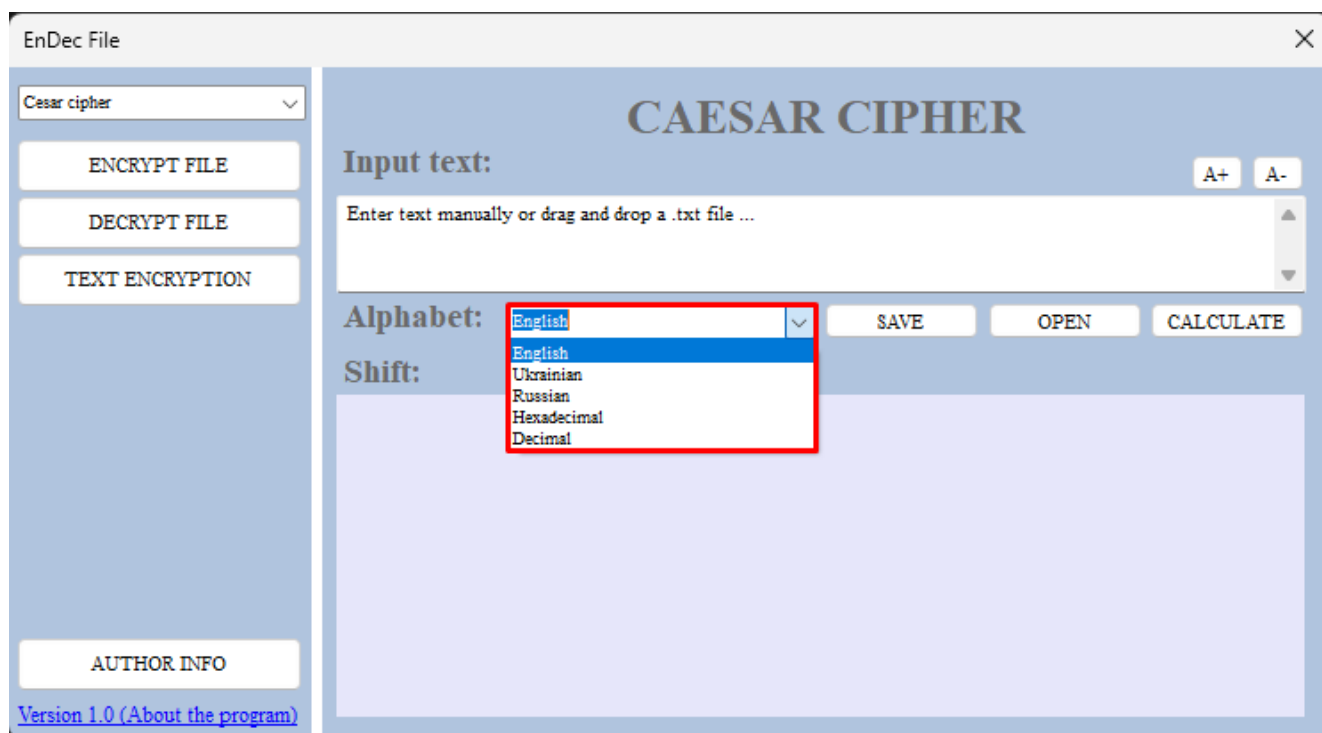 EnDec File
Cesar cipher
ENCRYPT FILE
DECRYPT FILE
TEXT ENCRYPTION
AUTHOR INFO
Version 1.0 (About the program)
CAESAR CIPHER
Input text:
A+ A-
Enter text manually or drag and drop a .txt file ...
Alphabet: English SAVE OPEN CALCULATE
English
Shift:
Ukrainian
Russian
Hexadecimal
Decimal